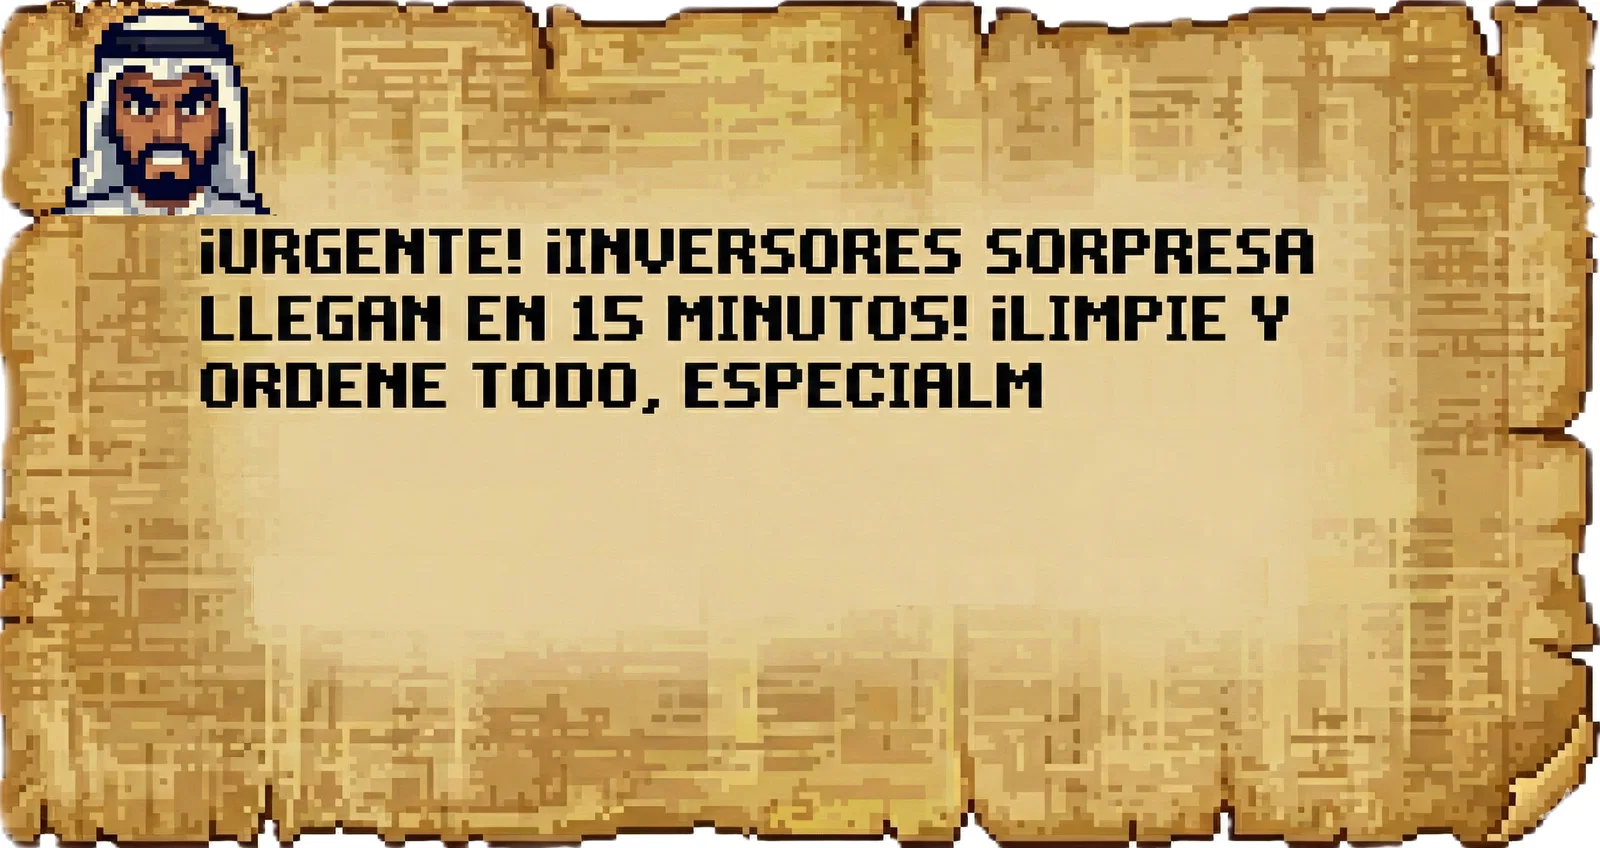 ¡URGENTE! ¡INVERSORES SORPRESA
LLEGAN EN 15 MINUTOS! ¡LIMPIE Y
ORDENE TODO, ESPECIALM